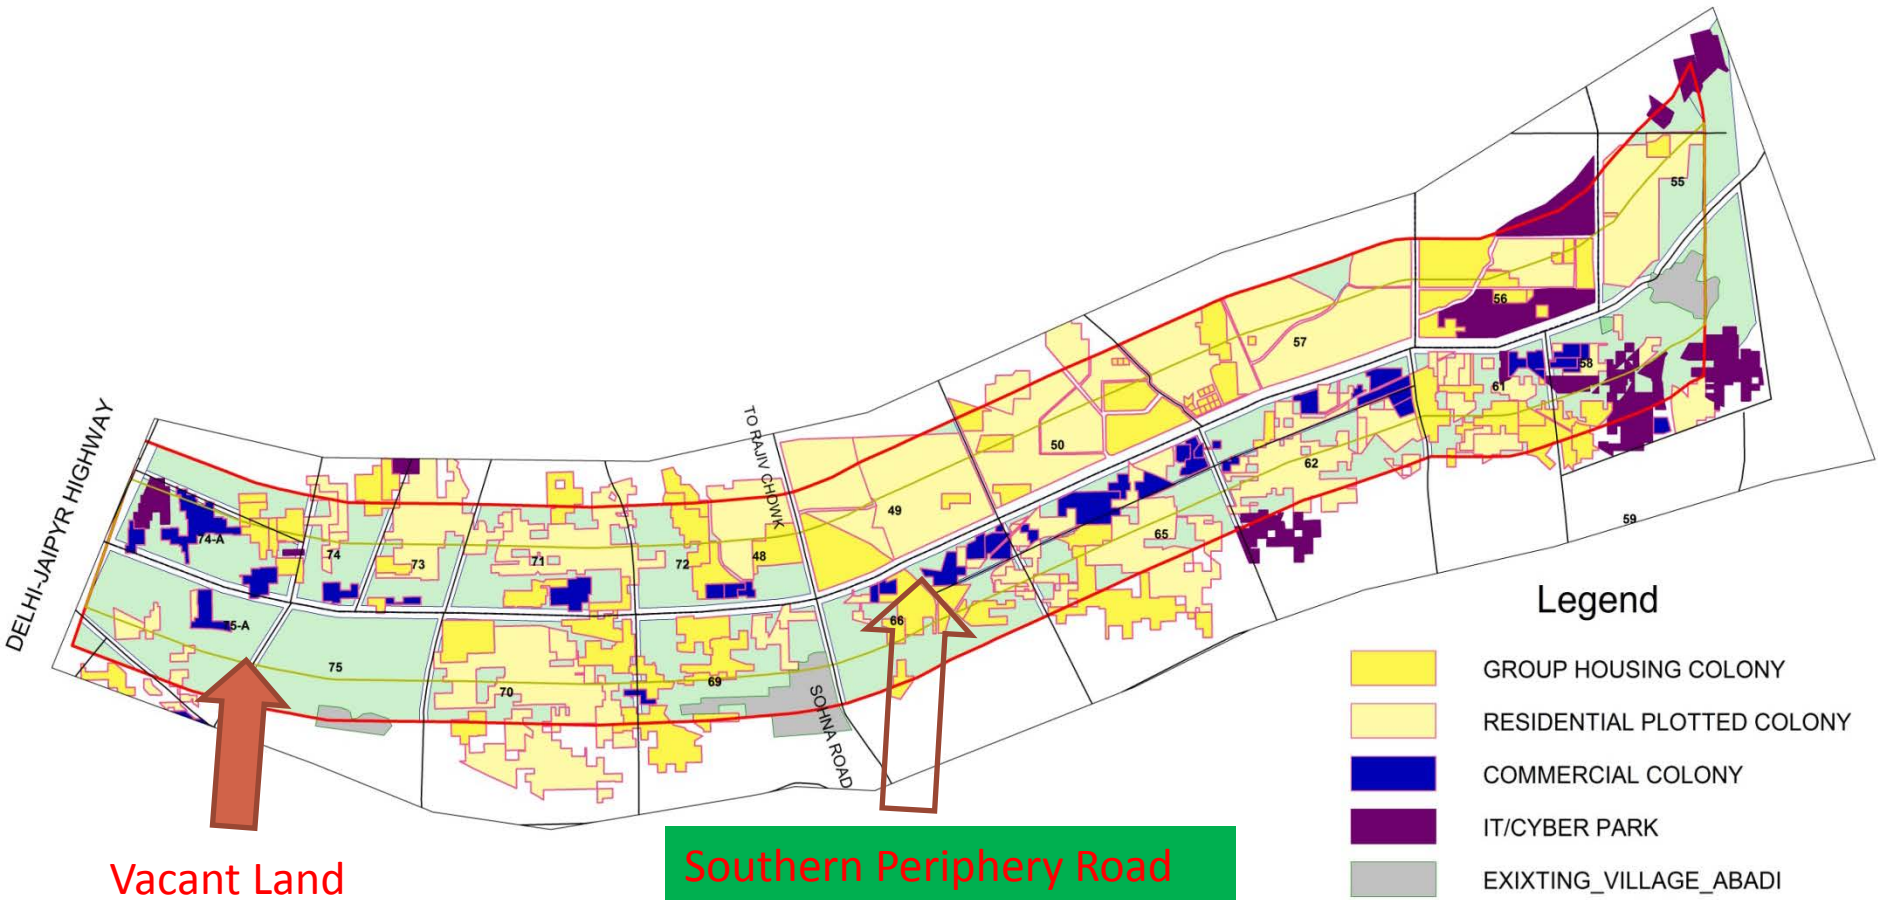 DELHI-JAIPYR HIGHWAY
TO RAJIV CHOWK
SOHNA ROAD
55
56
57
58
61
50
62
49
65
59
74-A
74
73
71
72
48
66
75-A
75
70
69
Vacant Land
Southern Periphery Road
Legend
GROUP HOUSING COLONY
RESIDENTIAL PLOTTED COLONY
COMMERCIAL COLONY
IT/CYBER PARK
EXIXTING_VILLAGE_ABADI